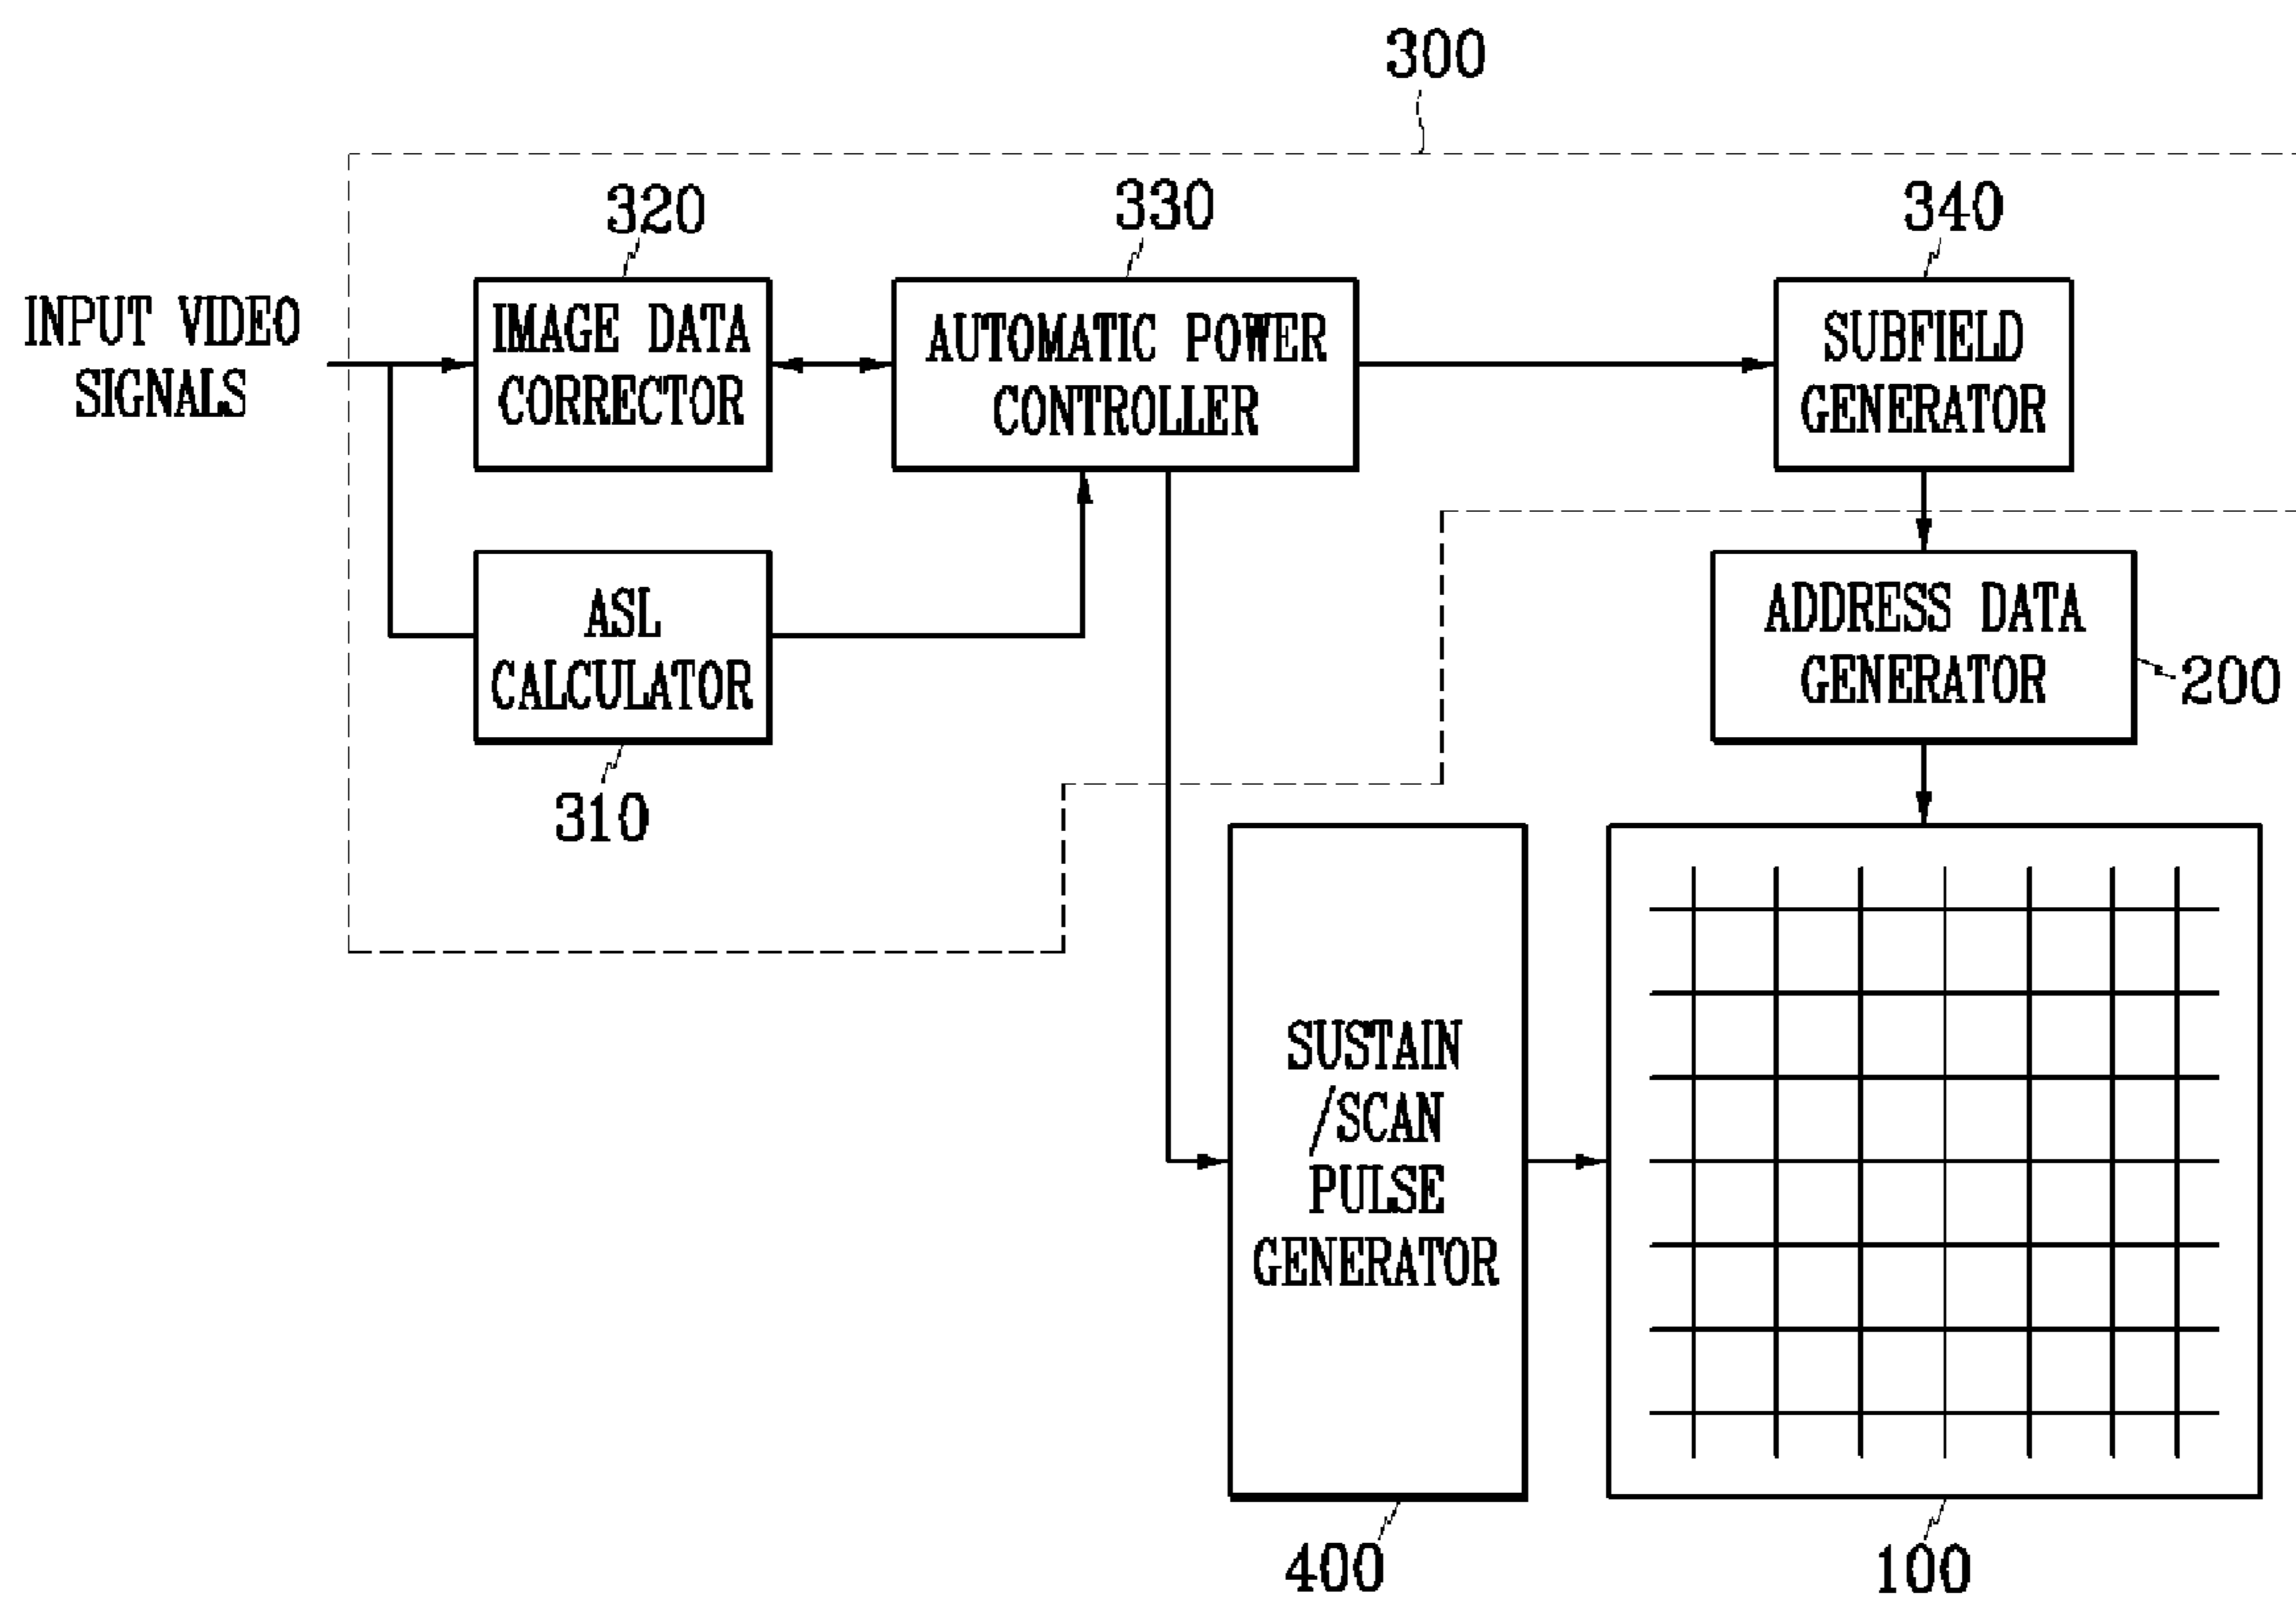 300
320
330
340
INPUT VIDEO
SIGNALS
IMAGE DATA
CORRECTOR
AUTOMATIC POWER
CONTROLLER
SUBFIELD
GENERATOR
ASL
CALCULATOR
310
ADDRESS DATA
GENERATOR
200
SUSTAIN
/SCAN
PULSE
GENERATOR
400
100